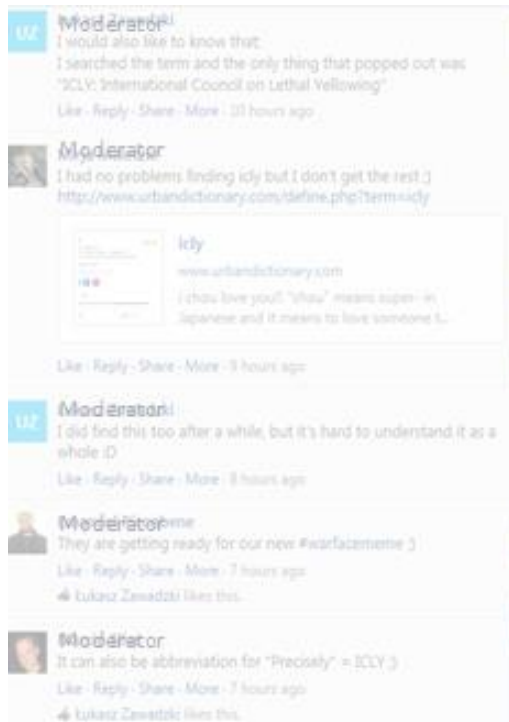 UZ
Moderator
I would also like to know that.
I searched the term and the only thing that popped out was
"ICLY: International Council on Lethal Yellowing"
Like · Reply · Share · More · 10 hours ago
Moderator
I had no problems finding icly but I don't get the rest :)
http://www.urbandictionary.com/define.php?term=icly
icly
www.urbandictionary.com
i chou love you!! "chou" means super- in
Japanese and it means to love someone
Like · Reply · Share · More · 9 hours ago
UZ
Moderator
I did find this too after a while, but it's hard to understand it as a
whole :D
Like · Reply · Share · More · 8 hours ago
Moderator
They are getting ready for our new #warfacememe :)
Like · Reply · Share · More · 7 hours ago
Łukasz Zawadzki likes this.
Moderator
It can also be abbreviation for "Precisely" = ICLY :)
Like · Reply · Share · More · 7 hours ago
Łukasz Zawadzki likes this.